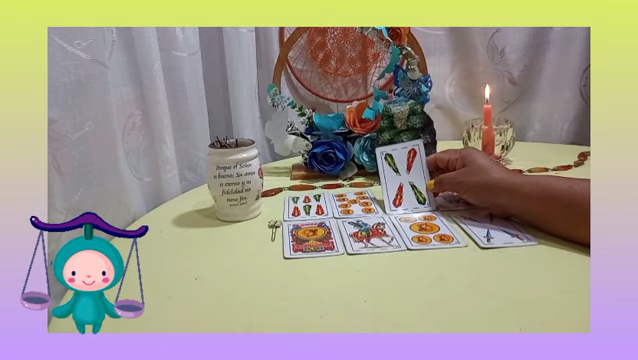 Porque el Señor
es bueno; Su amor
es eterno y su
fidelidad no
tiene fin.